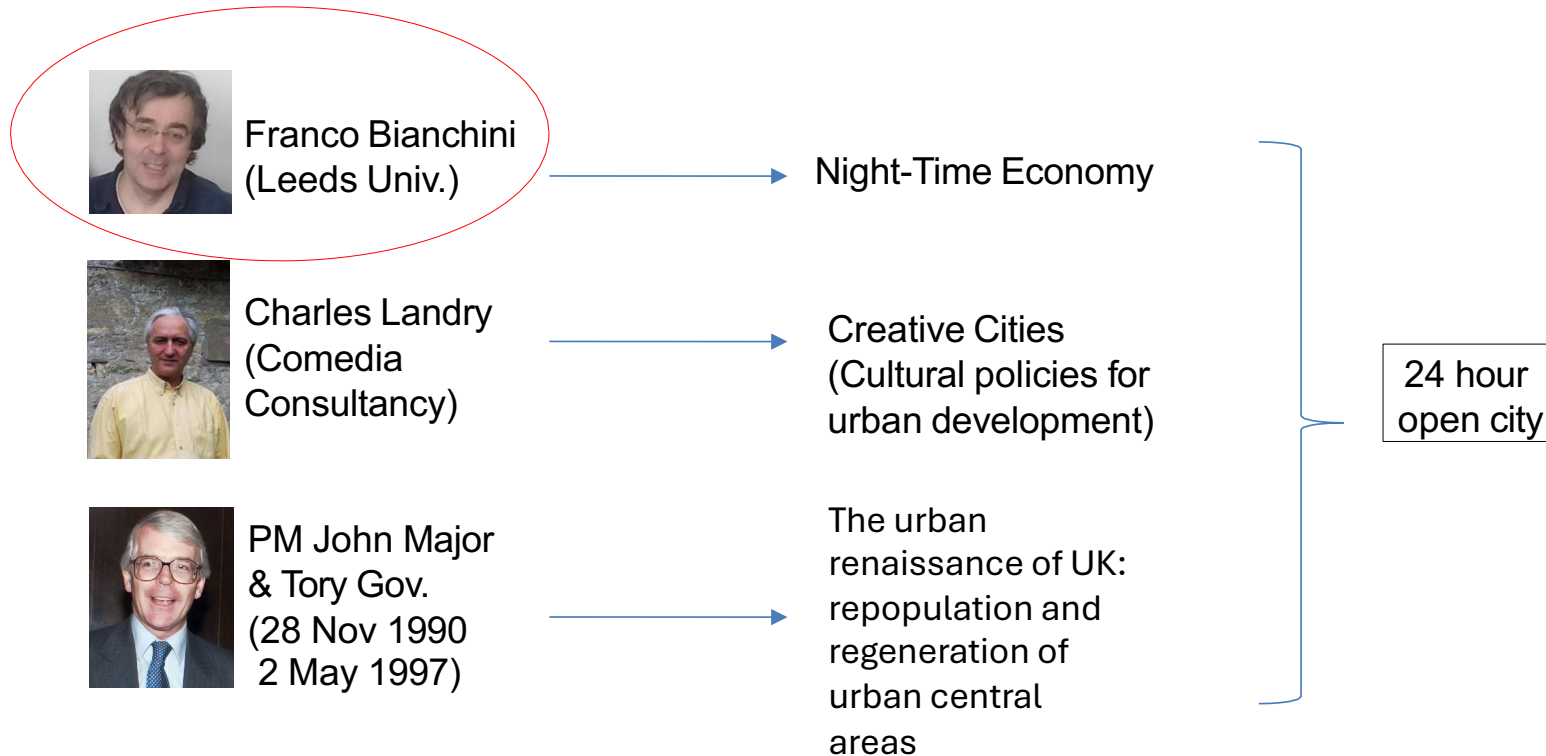 Franco Bianchini
(Leeds Univ.)
Night-Time Economy
Charles Landry
(Comedia
Consultancy)
Creative Cities
(Cultural policies for
urban development)
PM John Major
& Tory Gov.
(28 Nov 1990
2 May 1997)
The urban
renaissance of UK:
repopulation and
regeneration of
urban central
areas
24 hour
open city